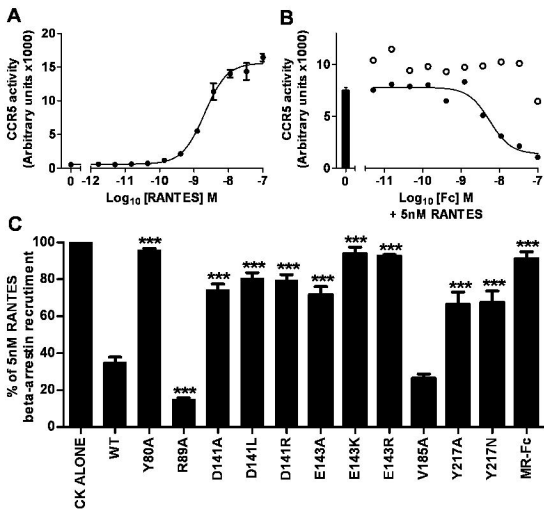 A
CCR5 activity
(Arbitrary units x1000)
20
15
10
5
0
0 -12 -11 -10 -9 -8 -7
Log10 [RANTES] M
B
CCR5 activity
(Arbitrary units x1000)
15
10
5
0
0 -11 -10 -9 -8 -7
Log10 [Fc] M
+ 5nM RANTES
C
% of 5nM RANTES
beta-arrestin recrutiment
100
80
60
40
20
0
*** *** *** *** *** *** *** *** *** *** ***
CK ALONE
WT
Y80A
R89A
D141A
D141L
D141R
E143A
E143K
E143R
V185A
Y217A
Y217N
MR-Fc